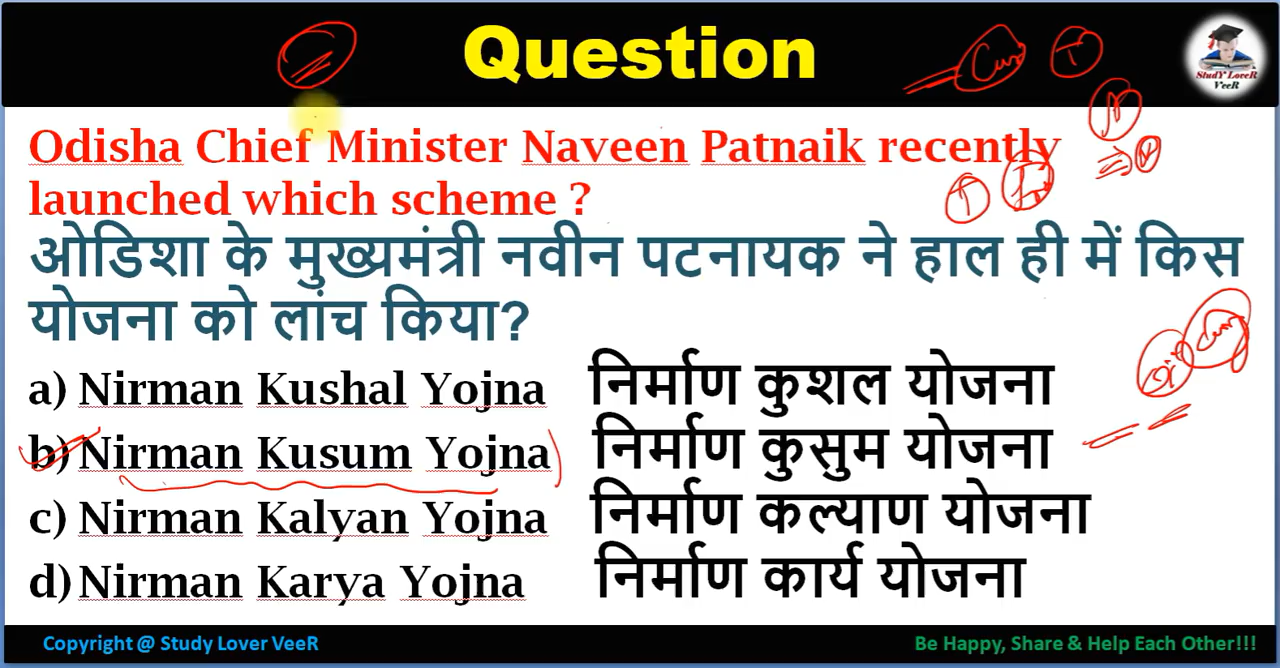 Question
StudY LoveR
VeeR
Odisha Chief Minister Naveen Patnaik recently
launched which scheme ?
ओडिशा के मुख्यमंत्री नवीन पटनायक ने हाल ही में किस
योजना को लांच किया?
a) Nirman Kushal Yojna निर्माण कुशल योजना
b) Nirman Kusum Yojna निर्माण कुसुम योजना
c) Nirman Kalyan Yojna निर्माण कल्याण योजना
d) Nirman Karya Yojna निर्माण कार्य योजना
Copyright @ Study Lover VeeR Be Happy, Share & Help Each Other!!!